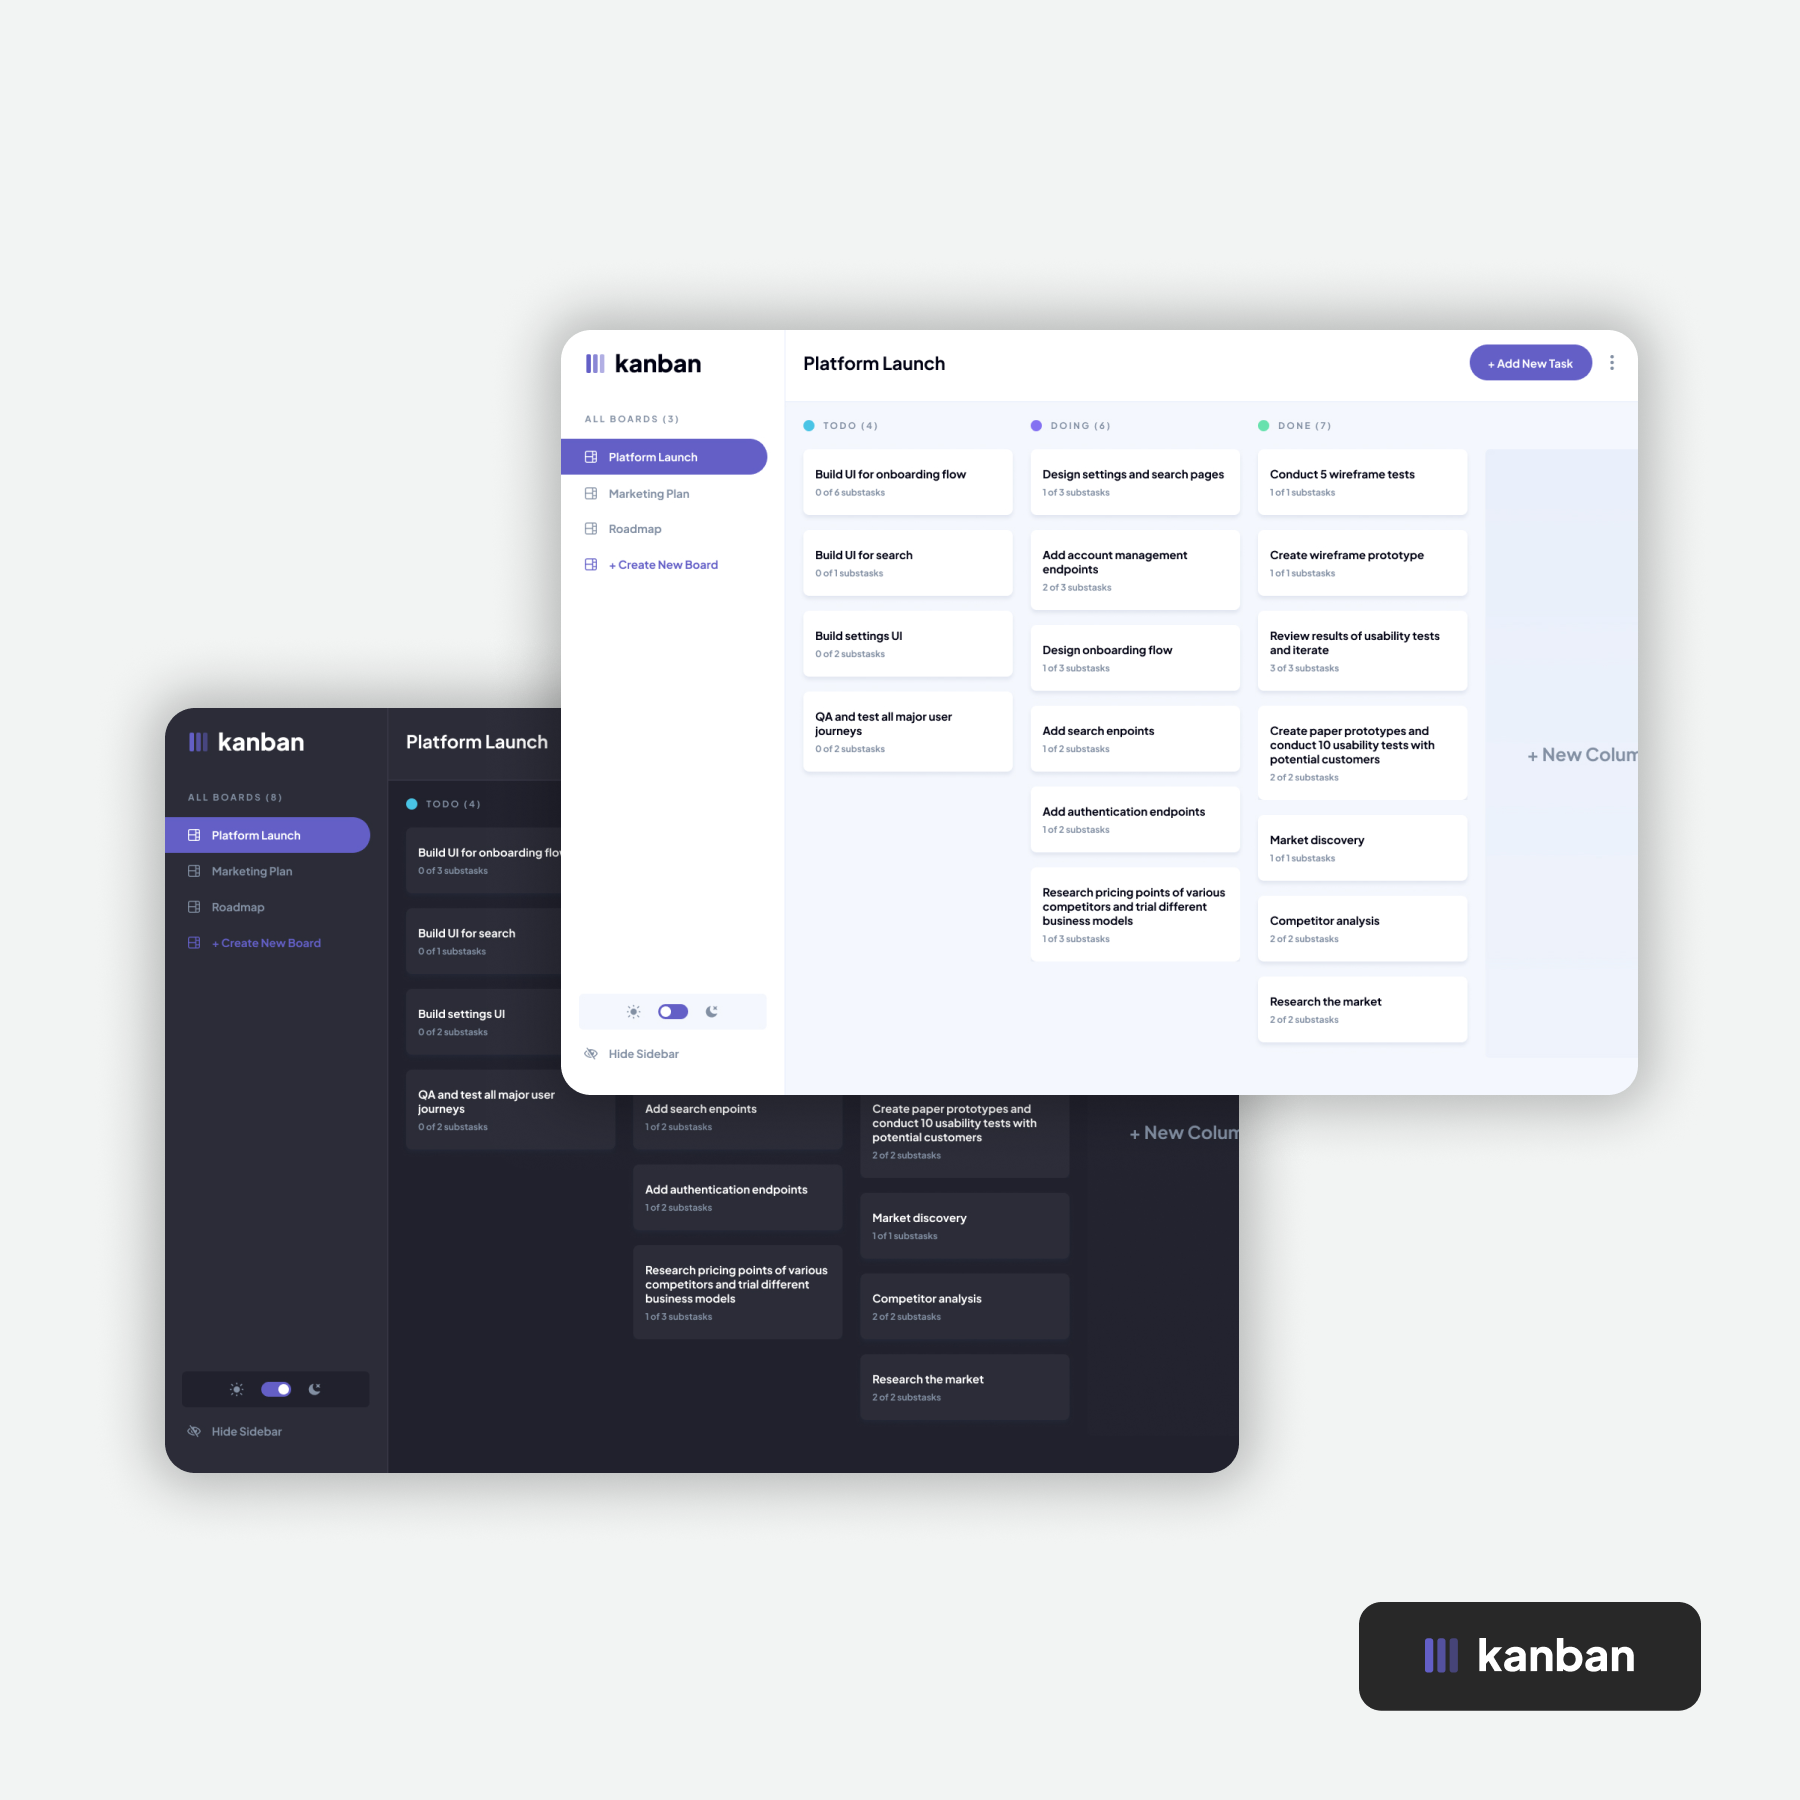 kanban
Platform Launch
+ Add New Task
ALL BOARDS (3)
Platform Launch
Marketing Plan
Roadmap
+ Create New Board
Hide Sidebar
TODO (4)
Build UI for onboarding flow
0 of 6 substasks
Build UI for search
0 of 1 substasks
Build settings UI
0 of 2 substasks
QA and test all major user
journeys
0 of 2 substasks
DOING (6)
Design settings and search pages
1 of 3 substasks
Add account management
endpoints
2 of 3 substasks
Design onboarding flow
1 of 3 substasks
Add search enpoints
1 of 2 substasks
Add authentication endpoints
1 of 2 substasks
Research pricing points of various
competitors and trial different
business models
1 of 3 substasks
DONE (7)
Conduct 5 wireframe tests
1 of 1 substasks
Create wireframe prototype
1 of 1 substasks
Review results of usability tests
and iterate
3 of 3 substasks
Create paper prototypes and
conduct 10 usability tests with
potential customers
2 of 2 substasks
Market discovery
1 of 1 substasks
Competitor analysis
2 of 2 substasks
Research the market
2 of 2 substasks
+ New Colum
kanban
Platform Launch
ALL BOARDS (8)
Platform Launch
Marketing Plan
Roadmap
+ Create New Board
Hide Sidebar
TODO (4)
Build UI for onboarding flow
0 of 3 substasks
Build UI for search
0 of 1 substasks
Build settings UI
0 of 2 substasks
QA and test all major user
journeys
0 of 2 substasks
Add search enpoints
1 of 2 substasks
Add authentication endpoints
1 of 2 substasks
Research pricing points of various
competitors and trial different
business models
1 of 3 substasks
Create paper prototypes and
conduct 10 usability tests with
potential customers
2 of 2 substasks
Market discovery
1 of 1 substasks
Competitor analysis
2 of 2 substasks
Research the market
2 of 2 substasks
+ New Colum
kanban